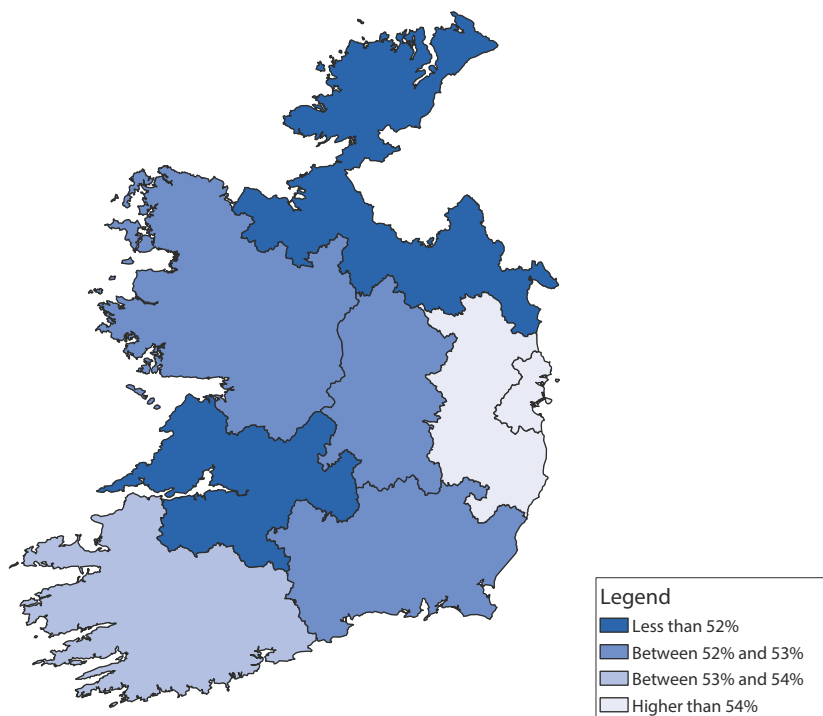 Legend
Less than 52%
Between 52% and 53%
Between 53% and 54%
Higher than 54%